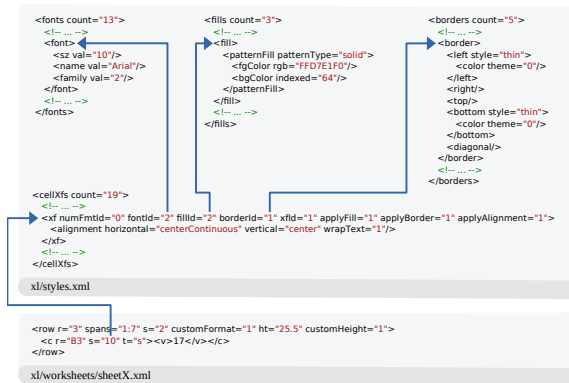 <fonts count="13">
<!-- ... -->
<font>
<sz val="10"/>
<name val="Arial"/>
<family val="2"/>
</font>
<!-- ... -->
</fonts>
<fills count="3">
<!-- ... -->
<fill>
<patternFill patternType="solid">
<fgColor rgb="FFD7E1F0"/>
<bgColor indexed="64"/>
</patternFill>
</fill>
<!-- ... -->
</fills>
<borders count="5">
<!-- ... -->
<border>
<left style="thin">
<color theme="0"/>
</left>
<right/>
<top/>
<bottom style="thin">
<color theme="0"/>
</bottom>
<diagonal/>
</border>
<!-- ... -->
</borders>
<cellXfs count="19">
<!-- ... -->
<xf numFmtId="0" fontId="2" fillId="2" borderId="1" xfId="1" applyFill="1" applyBorder="1" applyAlignment="1">
<alignment horizontal="centerContinuous" vertical="center" wrapText="1"/>
</xf>
<!-- ... -->
</cellXfs>
xl/styles.xml
<row r="3" spans="1:7" s="2" customFormat="1" ht="25.5" customHeight="1">
<c r="B3" s="10" t="s"><v>17</v></c>
</row>
xl/worksheets/sheetX.xml